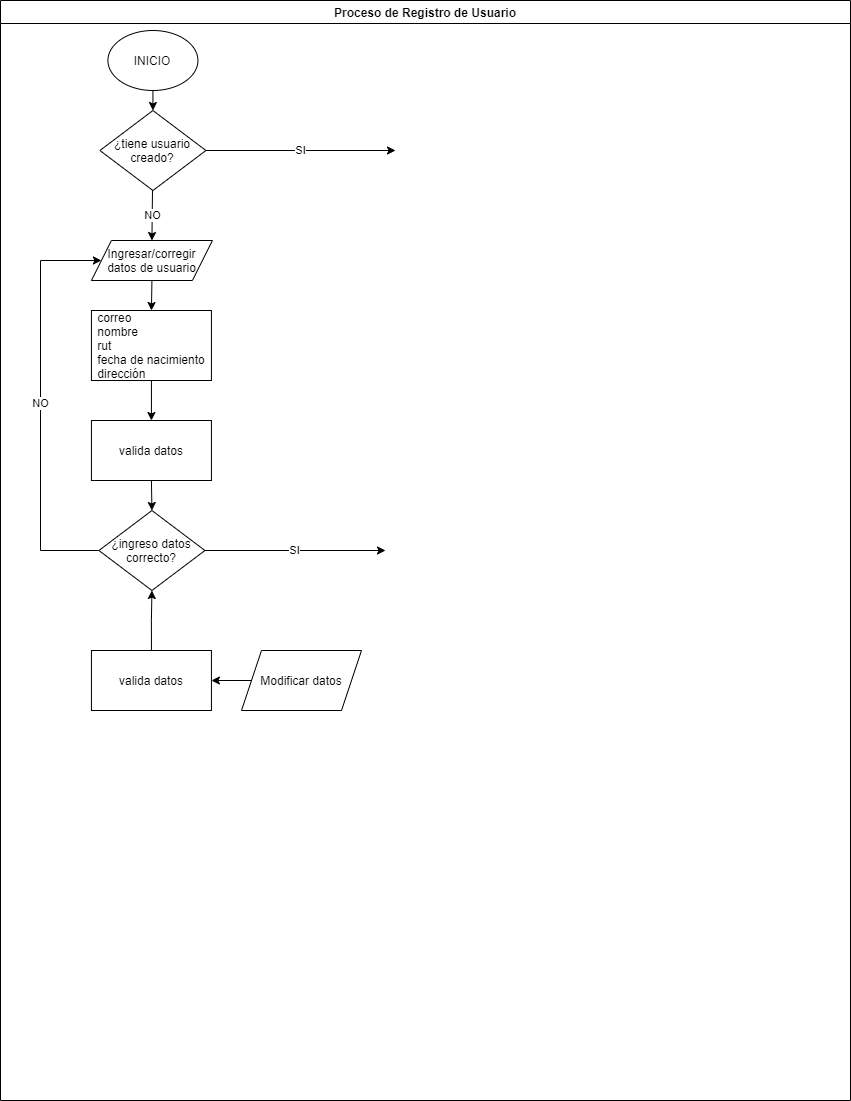 Proceso de Registro de Usuario
INICIO
¿tiene usuario
creado?
SI
NO
Ingresar/corregir
datos de usuario
correo
nombre
rut
fecha de nacimiento
dirección
NO
valida datos
¿ingreso datos
correcto?
SI
valida datos
Modificar datos